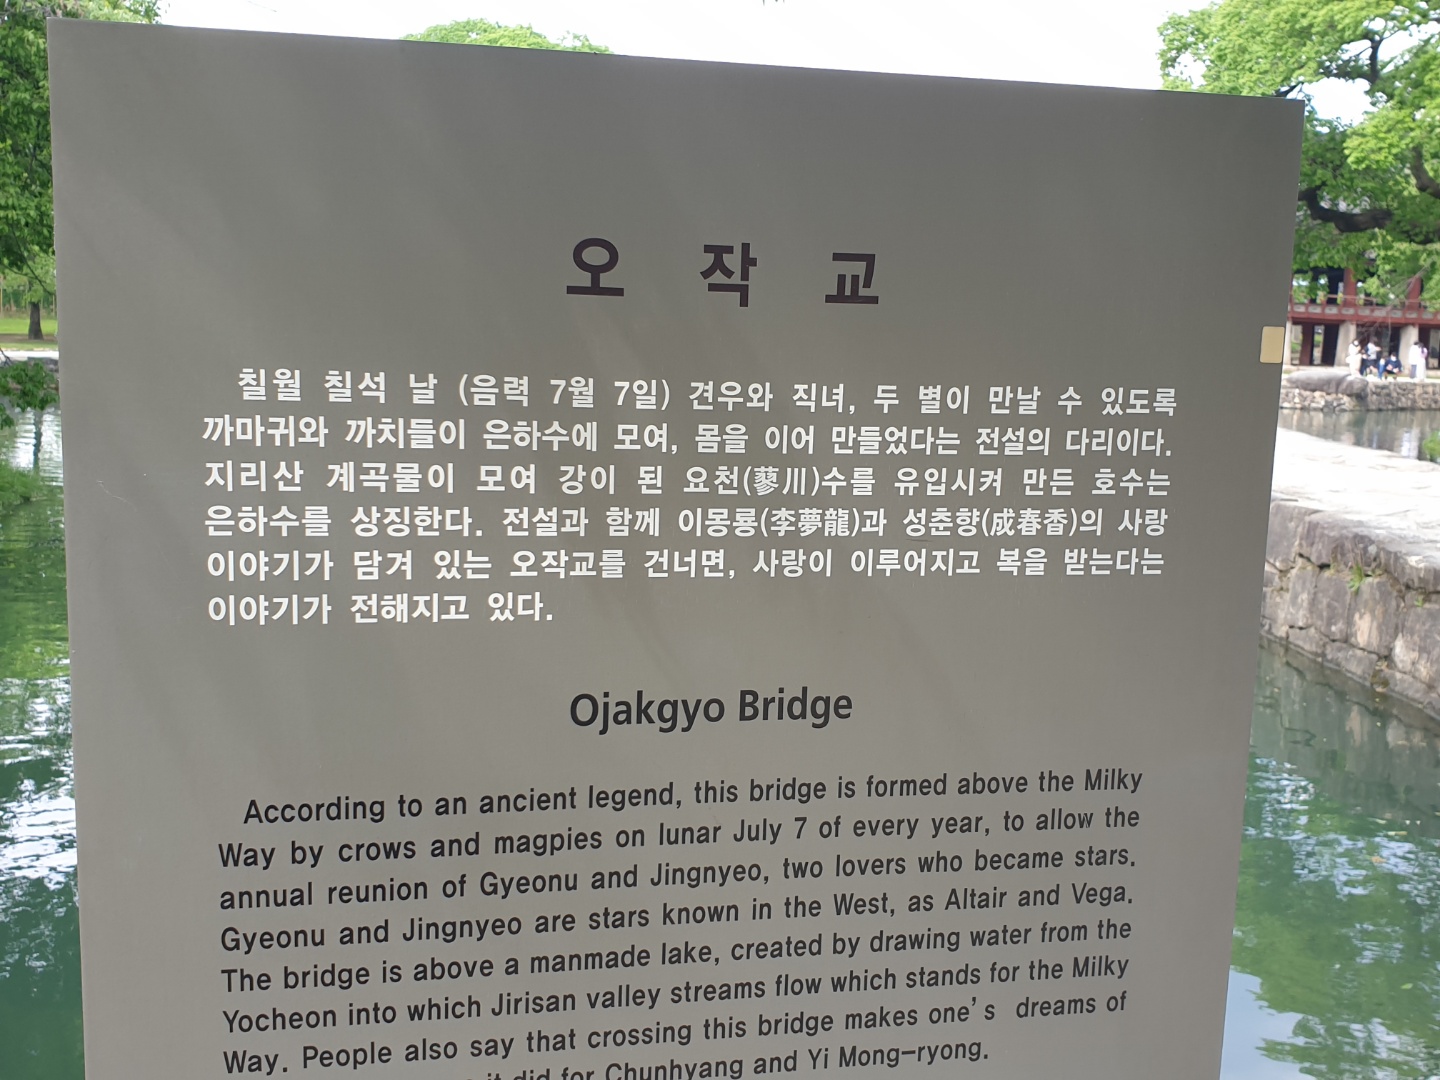 오 작 교
칠월 칠석 날 (음력 7월 7일) 견우와 직녀, 두 별이 만날 수 있도록
까마귀와 까치들이 은하수에 모여, 몸을 이어 만들었다는 전설의 다리이다.
지리산 계곡물이 모여 강이 된 요천(蓼川)수를 유입시켜 만든 호수는
은하수를 상징한다. 전설과 함께 이몽룡(李夢龍)과 성춘향(成春香)의 사랑
이야기가 담겨 있는 오작교를 건너면, 사랑이 이루어지고 복을 받는다는
이야기가 전해지고 있다.
Ojakgyo Bridge
According to an ancient legend, this bridge is formed above the Milky
Way by crows and magpies on lunar July 7 of every year, to allow the
annual reunion of Gyeonu and Jingnyeo, two lovers who became stars.
Gyeonu and Jingnyeo are stars known in the West, as Altair and Vega.
The bridge is above a manmade lake, created by drawing water from the
Yocheon into which Jirisan valley streams flow which stands for the Milky
Way. People also say that crossing this bridge makes one's dreams of
it did for Chunhyang and Yi Mong-ryong.